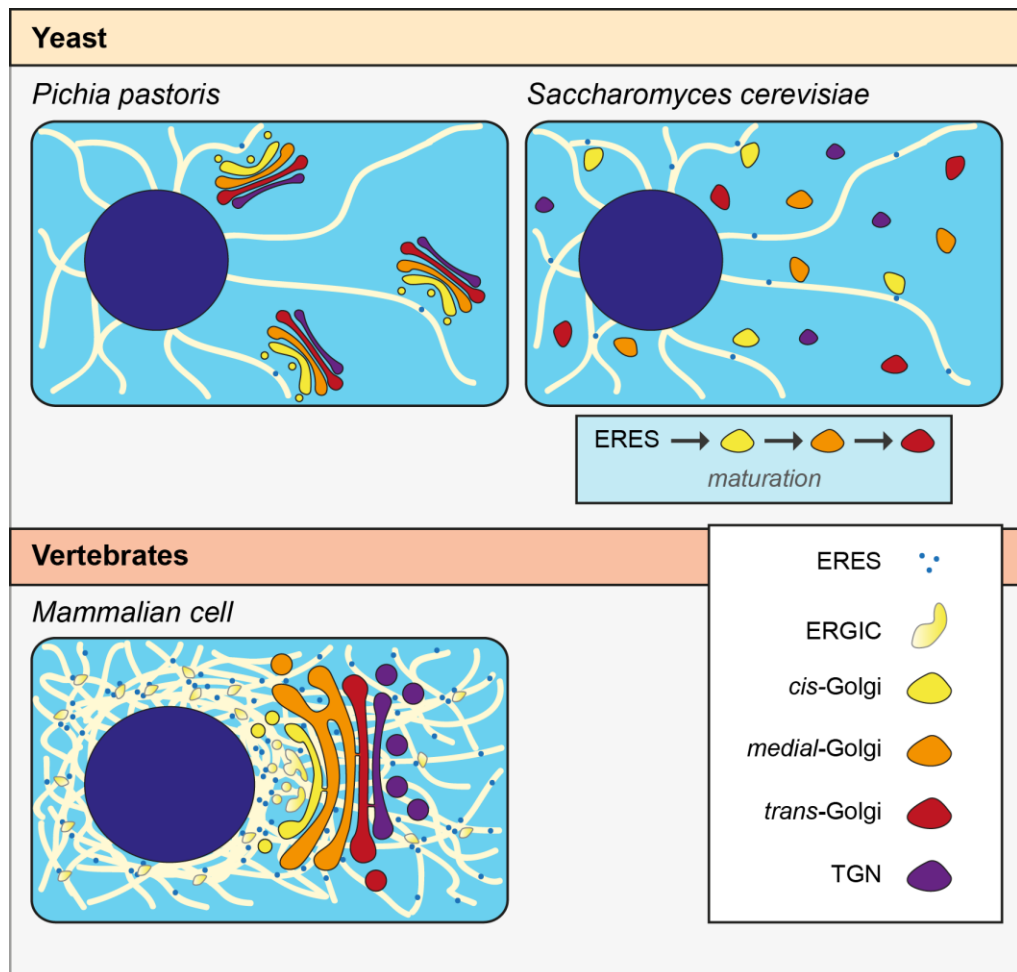 Yeast
Pichia pastoris
Saccharomyces cerevisiae
ERES
maturation
Vertebrates
Mammalian cell
ERES
ERGIC
cis-Golgi
medial-Golgi
trans-Golgi
TGN